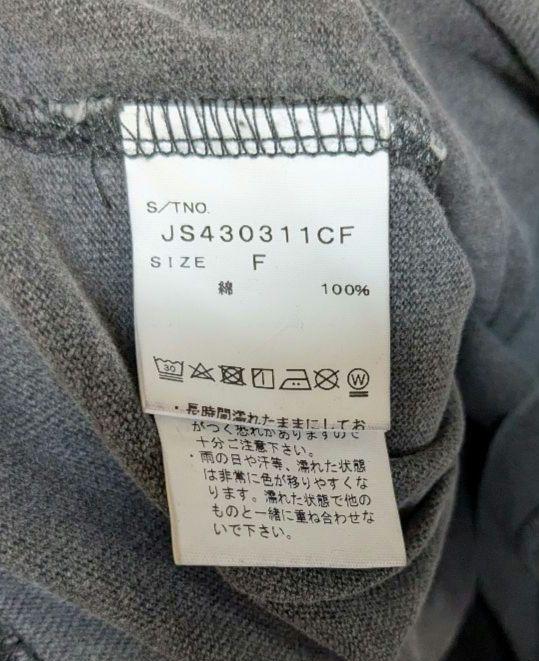 S/TNO.
JS430311CF
SIZE F
綿 100%
30
W
・長時間濡れたままにしてお
がつく恐れがありますので
十分ご注意下さい。
・雨の日や汗等、濡れた状態
は非常に色が移りやすくな
ります。濡れた状態で他の
ものと一緒に重ね合わせな
いで下さい。